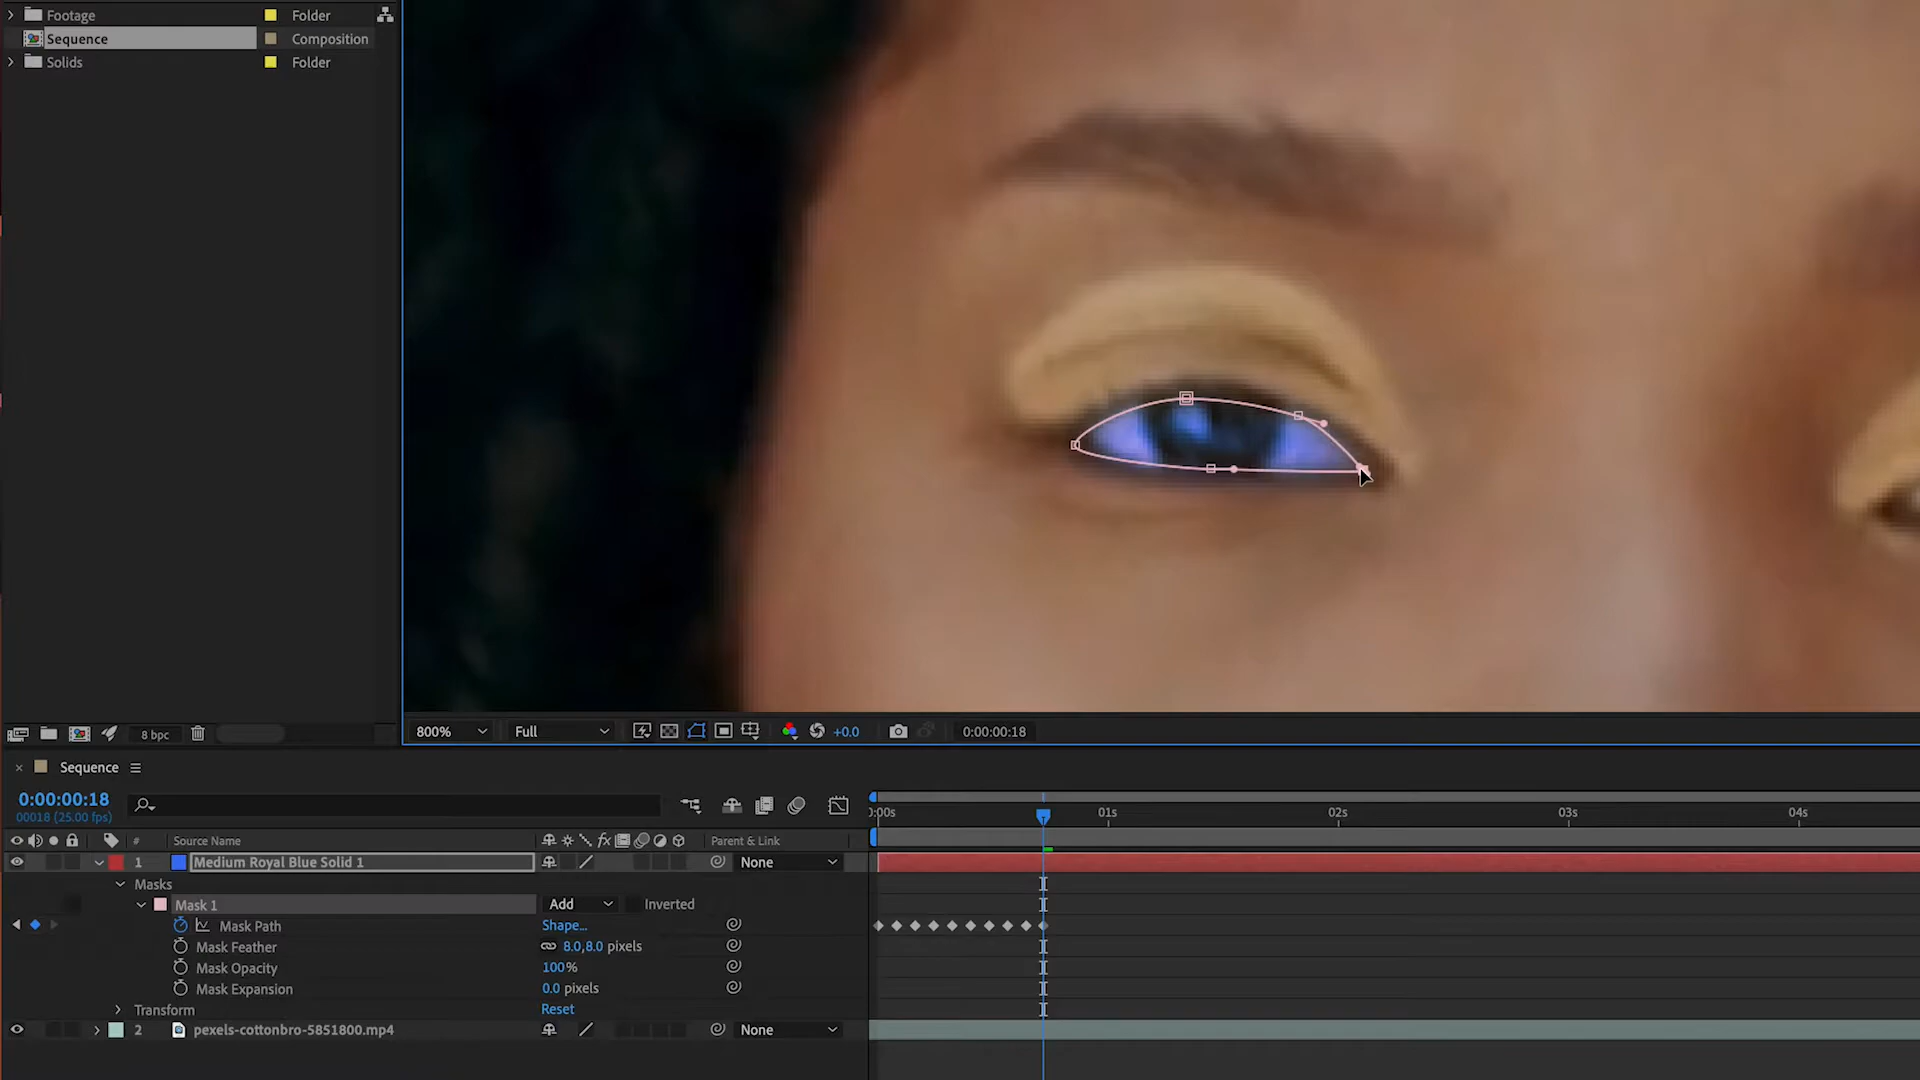 Footage Folder
Sequence Composition
Solids Folder
8 bpc
800% Full +0.0 0:00:00:18
Sequence
0:00:00:18
00018 (25.00 fps)
:00s 01s 02s 03s 04s
# Source Name fx Parent & Link
1 Medium Royal Blue Solid 1 None
Masks
Mask 1 Add Inverted
Mask Path Shape...
Mask Feather 8.0,8.0 pixels
Mask Opacity 100%
Mask Expansion 0.0 pixels
Transform Reset
2 pexels-cottonbro-5851800.mp4 None